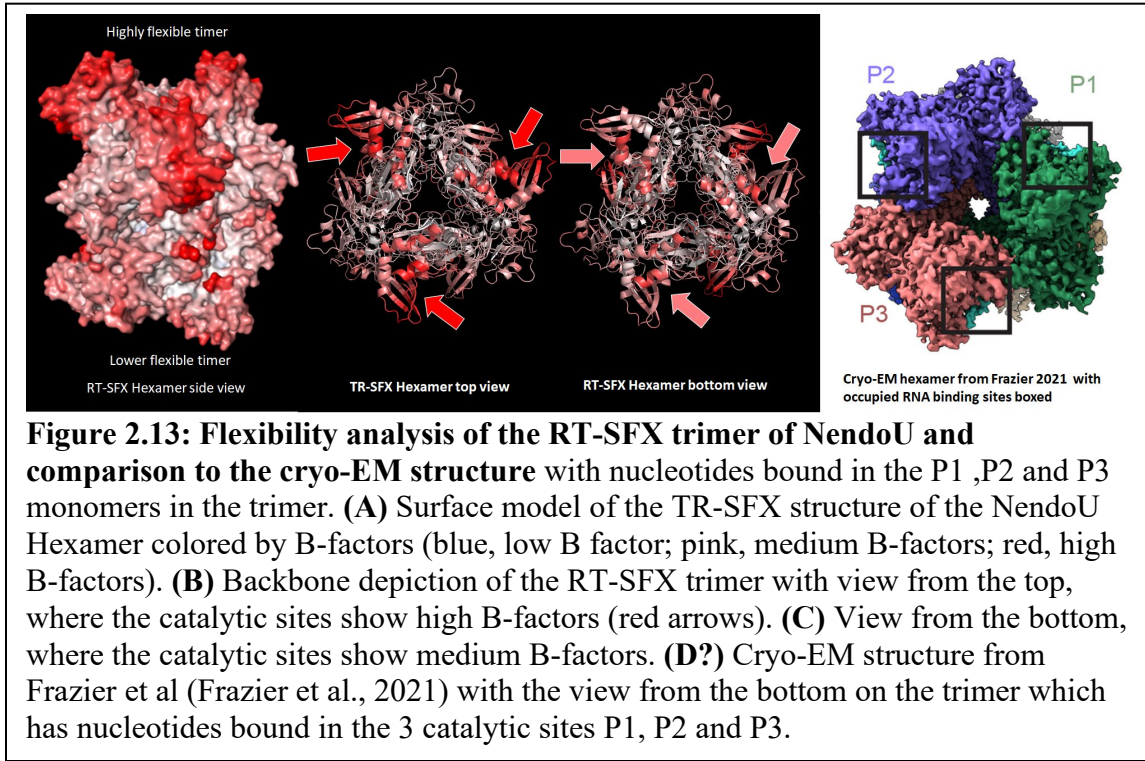 Highly flexible timer
Lower flexible timer
RT-SFX Hexamer side view
TR-SFX Hexamer top view
RT-SFX Hexamer bottom view
P2
P1
P3
Cryo-EM hexamer from Frazier 2021 with
occupied RNA binding sites boxed
Figure 2.13: Flexibility analysis of the RT-SFX trimer of NendoU and
comparison to the cryo-EM structure with nucleotides bound in the P1 ,P2 and P3
monomers in the trimer. (A) Surface model of the TR-SFX structure of the NendoU
Hexamer colored by B-factors (blue, low B factor; pink, medium B-factors; red, high
B-factors). (B) Backbone depiction of the RT-SFX trimer with view from the top,
where the catalytic sites show high B-factors (red arrows). (C) View from the bottom,
where the catalytic sites show medium B-factors. (D?) Cryo-EM structure from
Frazier et al (Frazier et al., 2021) with the view from the bottom on the trimer which
has nucleotides bound in the 3 catalytic sites P1, P2 and P3.